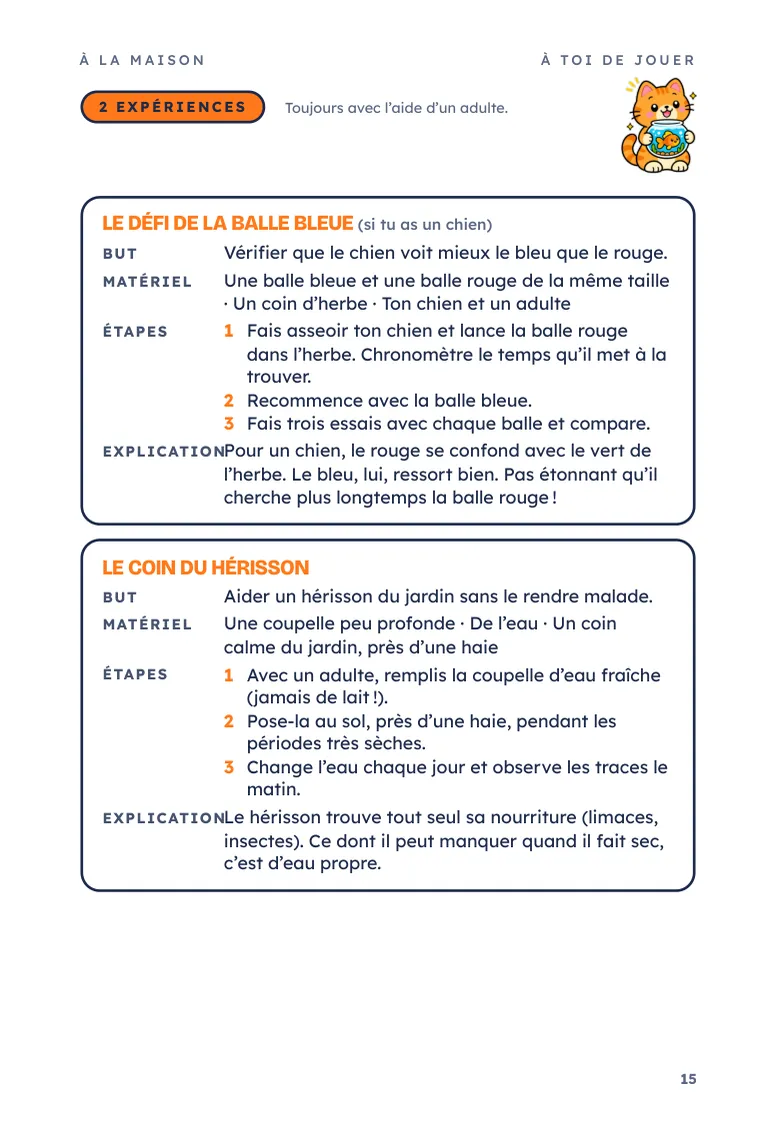 À LA MAISON
À TOI DE JOUER
2 EXPÉRIENCES
Toujours avec l’aide d’un adulte.
LE DÉFI DE LA BALLE BLEUE (si tu as un chien)
BUT Vérifier que le chien voit mieux le bleu que le rouge.
MATÉRIEL Une balle bleue et une balle rouge de la même taille
· Un coin d’herbe · Ton chien et un adulte
ÉTAPES 1 Fais asseoir ton chien et lance la balle rouge
dans l’herbe. Chronomètre le temps qu’il met à la
trouver.
2 Recommence avec la balle bleue.
3 Fais trois essais avec chaque balle et compare.
EXPLICATION Pour un chien, le rouge se confond avec le vert de
l’herbe. Le bleu, lui, ressort bien. Pas étonnant qu’il
cherche plus longtemps la balle rouge !
LE COIN DU HÉRISSON
BUT Aider un hérisson du jardin sans le rendre malade.
MATÉRIEL Une coupelle peu profonde · De l’eau · Un coin
calme du jardin, près d’une haie
ÉTAPES 1 Avec un adulte, remplis la coupelle d’eau fraîche
(jamais de lait !).
2 Pose-la au sol, près d’une haie, pendant les
périodes très sèches.
3 Change l’eau chaque jour et observe les traces le
matin.
EXPLICATION Le hérisson trouve tout seul sa nourriture (limaces,
insectes). Ce dont il peut manquer quand il fait sec,
c’est d’eau propre.
15